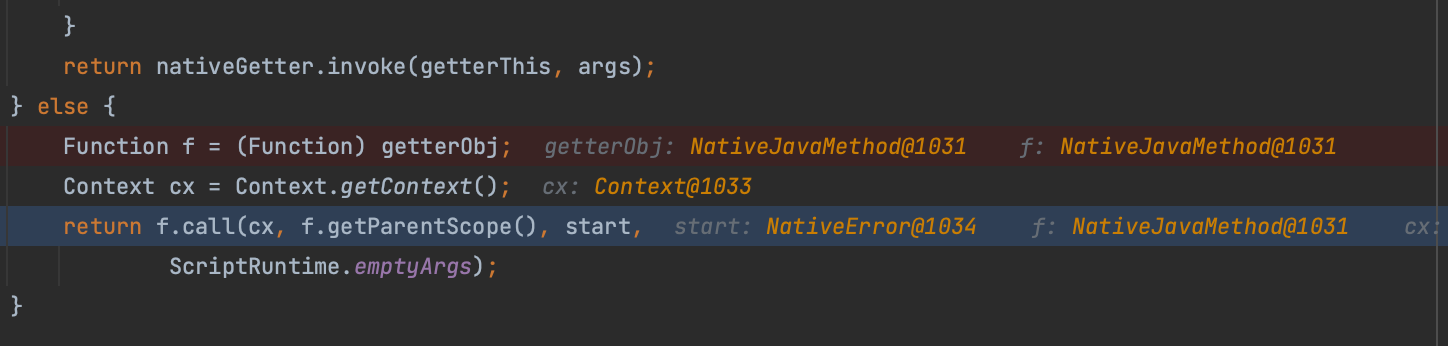 }
return nativeGetter.invoke(getterThis, args);
} else {
Function f = (Function) getterObj; getterObj: NativeJavaMethod@1031 f: NativeJavaMethod@1031
Context cx = Context.getContext(); cx: Context@1033
return f.call(cx, f.getParentScope(), start, start: NativeError@1034 f: NativeJavaMethod@1031 cx:
ScriptRuntime.emptyArgs);
}